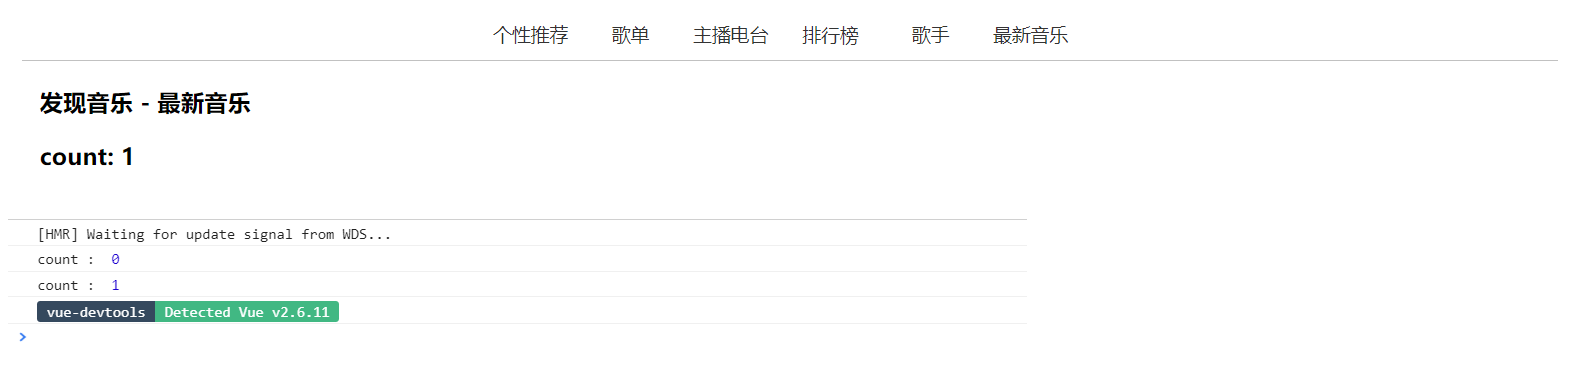 个性推荐 歌单 主播电台 排行榜 歌手 最新音乐
发现音乐 - 最新音乐
count: 1
[HMR] Waiting for update signal from WDS...
count : 0
count : 1
vue-devtools Detected Vue v2.6.11
>